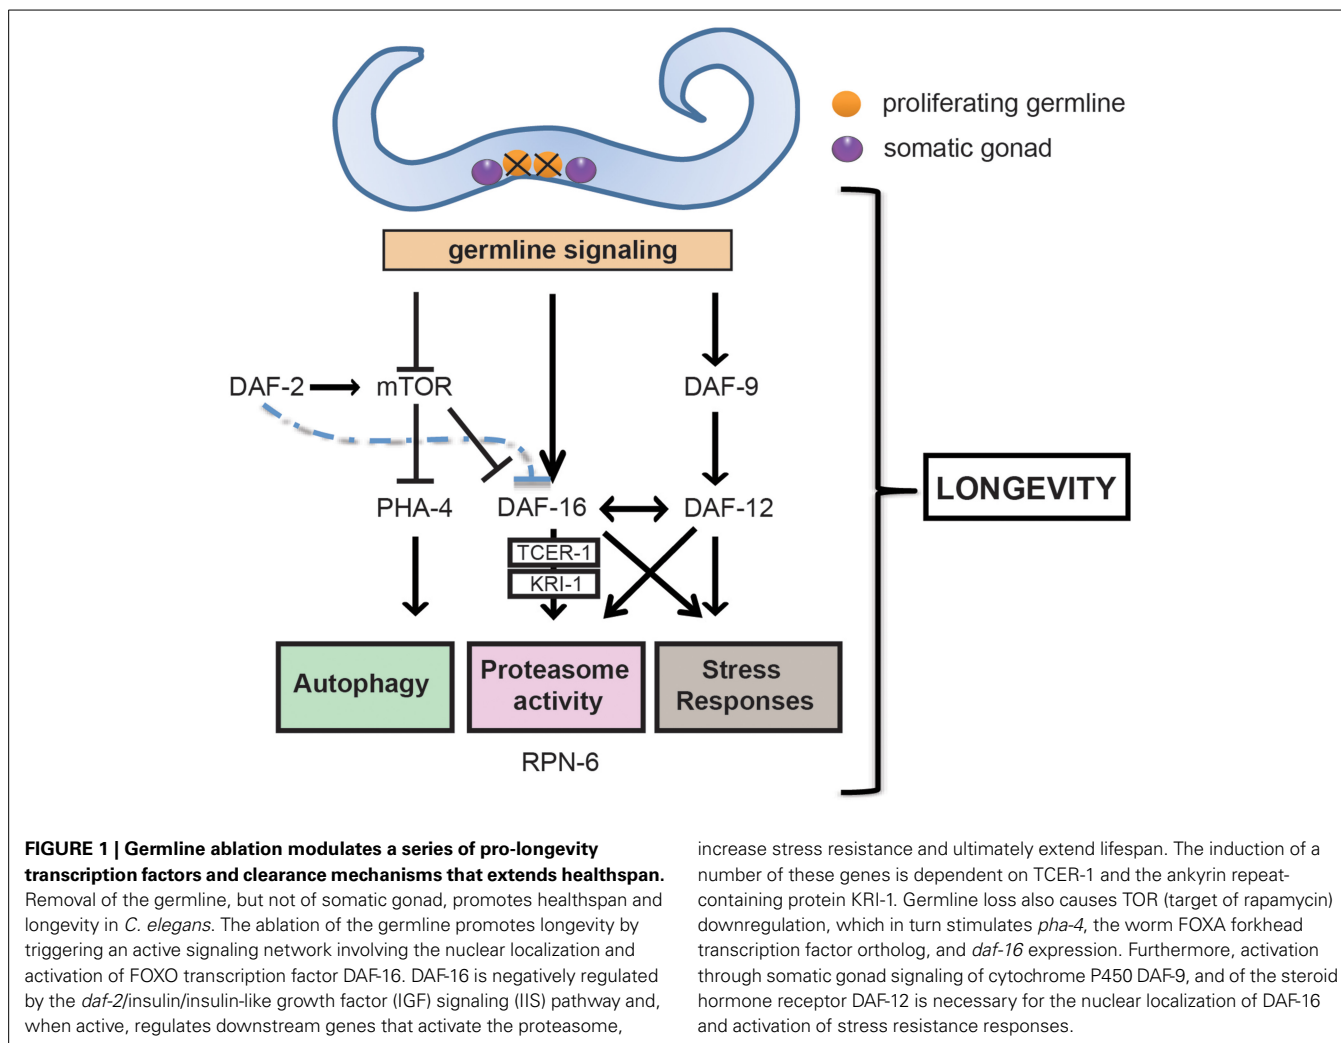 proliferating germline
somatic gonad
germline signaling
DAF-2
mTOR
DAF-9
PHA-4
DAF-16
DAF-12
LONGEVITY
TCER-1
KRI-1
Autophagy
Proteasome
activity
Stress
Responses
RPN-6
FIGURE 1 | Germline ablation modulates a series of pro-longevity
transcription factors and clearance mechanisms that extends healthspan.
Removal of the germline, but not of somatic gonad, promotes healthspan and
longevity in C. elegans. The ablation of the germline promotes longevity by
triggering an active signaling network involving the nuclear localization and
activation of FOXO transcription factor DAF-16. DAF-16 is negatively regulated
by the daf-2/insulin/insulin-like growth factor (IGF) signaling (IIS) pathway and,
when active, regulates downstream genes that activate the proteasome,
increase stress resistance and ultimately extend lifespan. The induction of a
number of these genes is dependent on TCER-1 and the ankyrin repeat-
containing protein KRI-1. Germline loss also causes TOR (target of rapamycin)
downregulation, which in turn stimulates pha-4, the worm FOXA forkhead
transcription factor ortholog, and daf-16 expression. Furthermore, activation
through somatic gonad signaling of cytochrome P450 DAF-9, and of the steroid
hormone receptor DAF-12 is necessary for the nuclear localization of DAF-16
and activation of stress resistance responses.